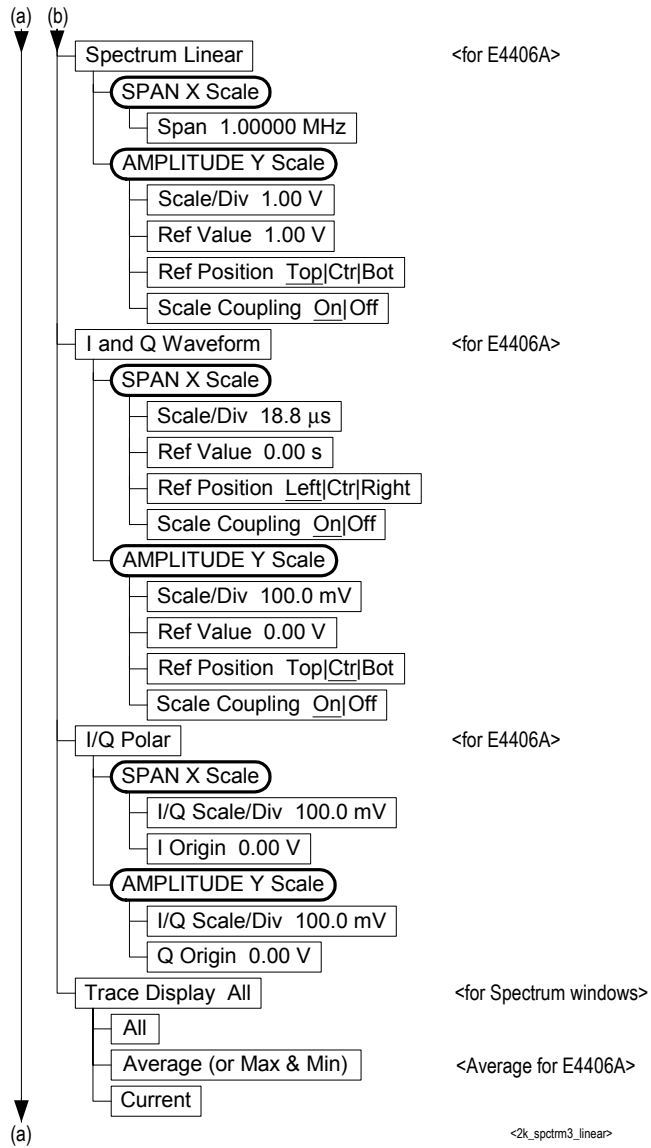 (a) (b)
Spectrum Linear <for E4406A>
SPAN X Scale
Span 1.00000 MHz
AMPLITUDE Y Scale
Scale/Div 1.00 V
Ref Value 1.00 V
Ref Position Top|Ctr|Bot
Scale Coupling On|Off
I and Q Waveform <for E4406A>
SPAN X Scale
Scale/Div 18.8 μs
Ref Value 0.00 s
Ref Position Left|Ctr|Right
Scale Coupling On|Off
AMPLITUDE Y Scale
Scale/Div 100.0 mV
Ref Value 0.00 V
Ref Position Top|Ctr|Bot
Scale Coupling On|Off
I/Q Polar <for E4406A>
SPAN X Scale
I/Q Scale/Div 100.0 mV
I Origin 0.00 V
AMPLITUDE Y Scale
I/Q Scale/Div 100.0 mV
Q Origin 0.00 V
Trace Display All <for Spectrum windows>
All
Average (or Max & Min) <Average for E4406A>
Current
(a) <2k_spctrm3_linear>